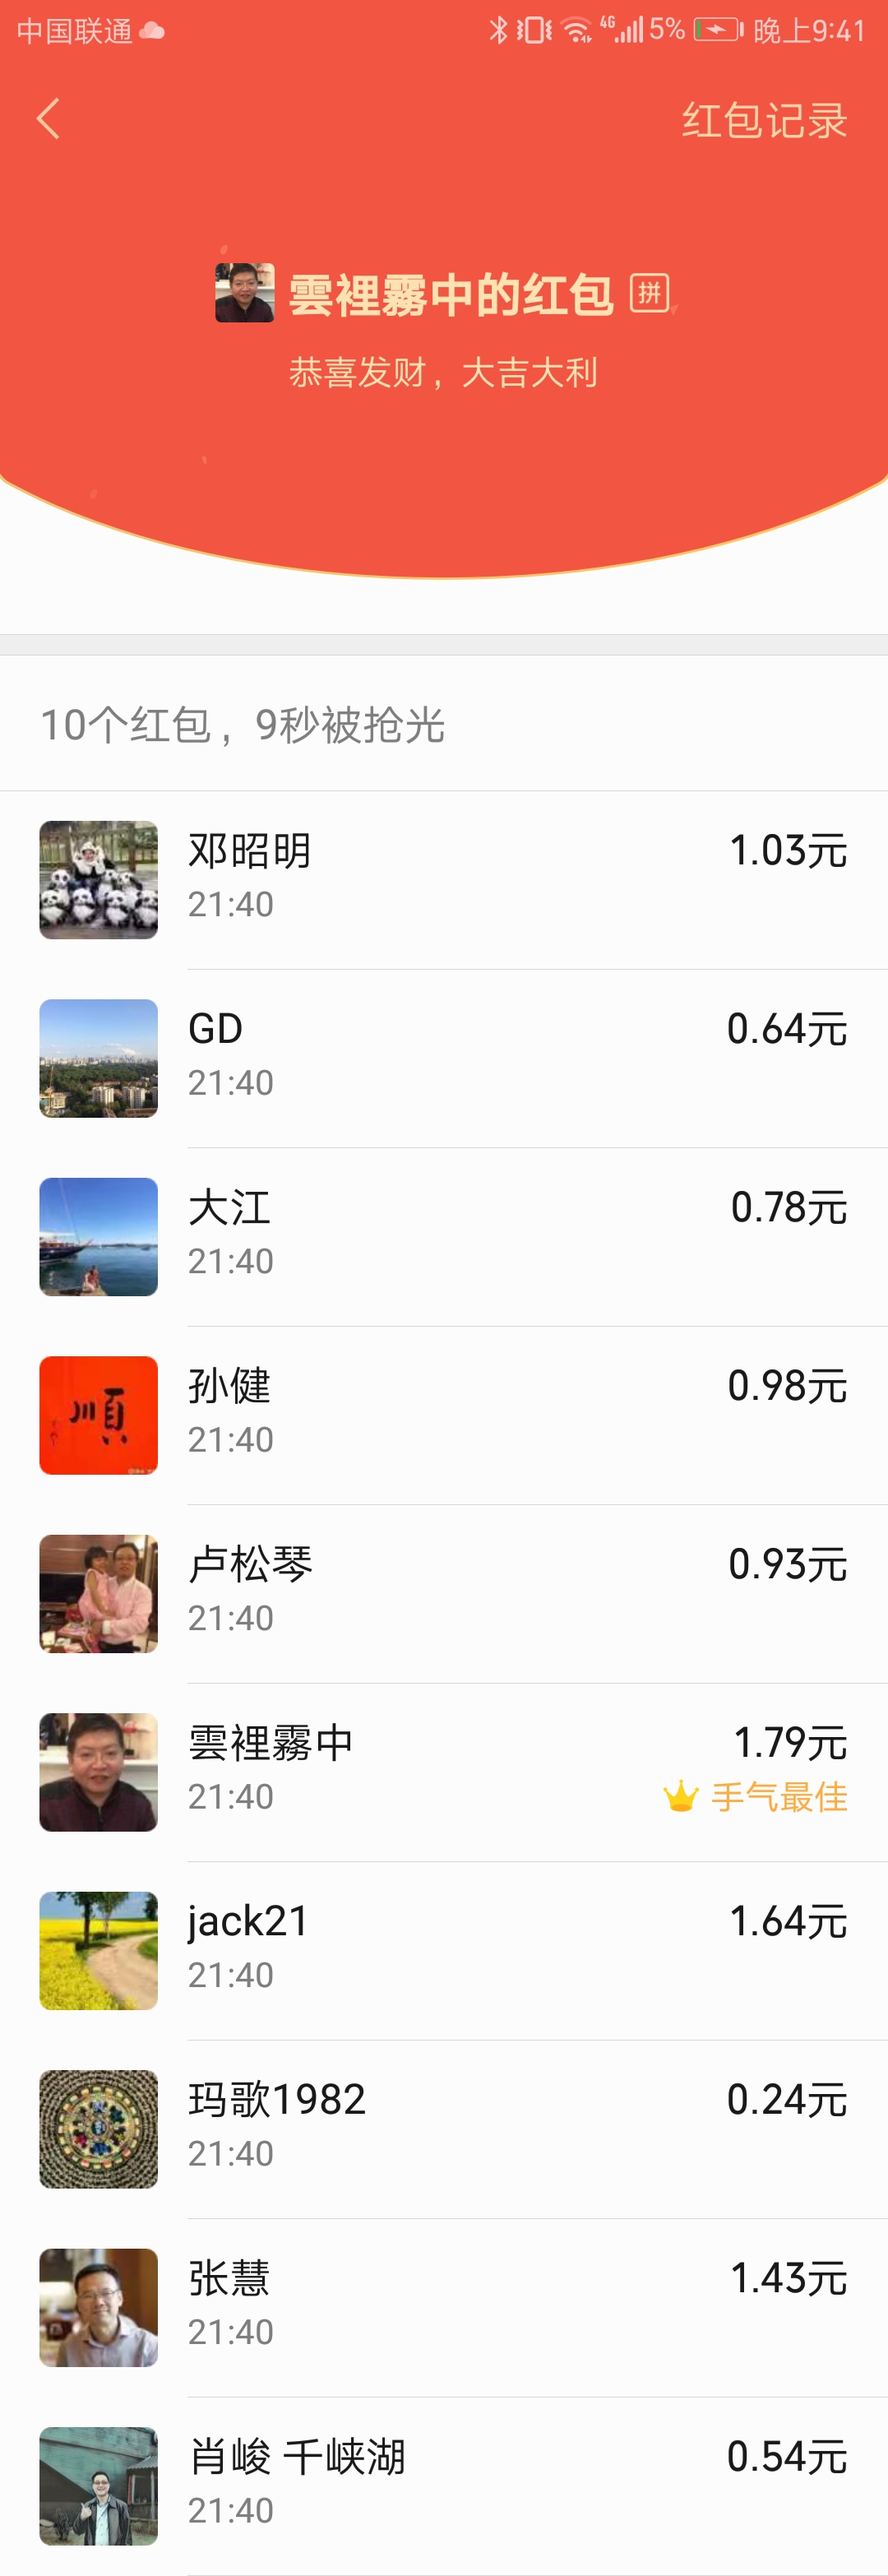 中国联通 4G 5% 晚上9:41
红包记录
雲裡霧中的红包 拼
恭喜发财，大吉大利
10个红包，9秒被抢光
邓昭明 1.03元
21:40
GD 0.64元
21:40
大江 0.78元
21:40
順
孙健 0.98元
21:40
卢松琴 0.93元
21:40
雲裡霧中 1.79元
21:40 手气最佳
jack21 1.64元
21:40
玛歌1982 0.24元
21:40
张慧 1.43元
21:40
肖峻 千峡湖 0.54元
21:40